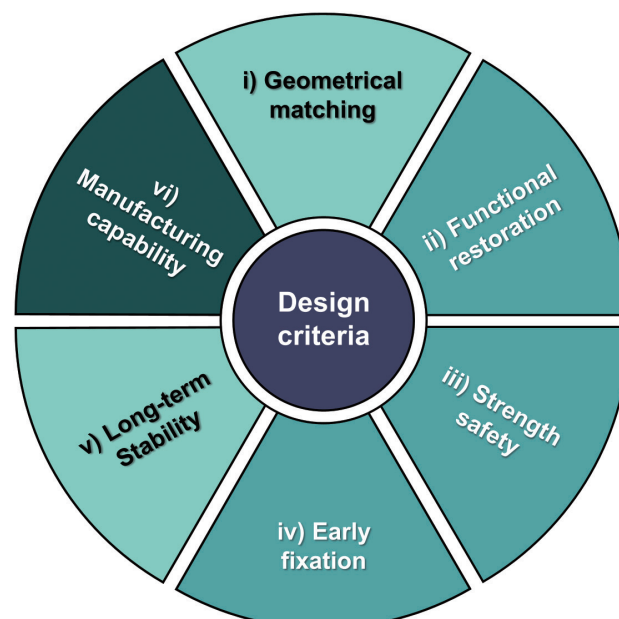 i) Geometrical
matching
ii) Functional
restoration
iii) Strength
safety
iv) Early
fixation
v) Long-term
Stability
vi)
Manufacturing
capability
Design
criteria